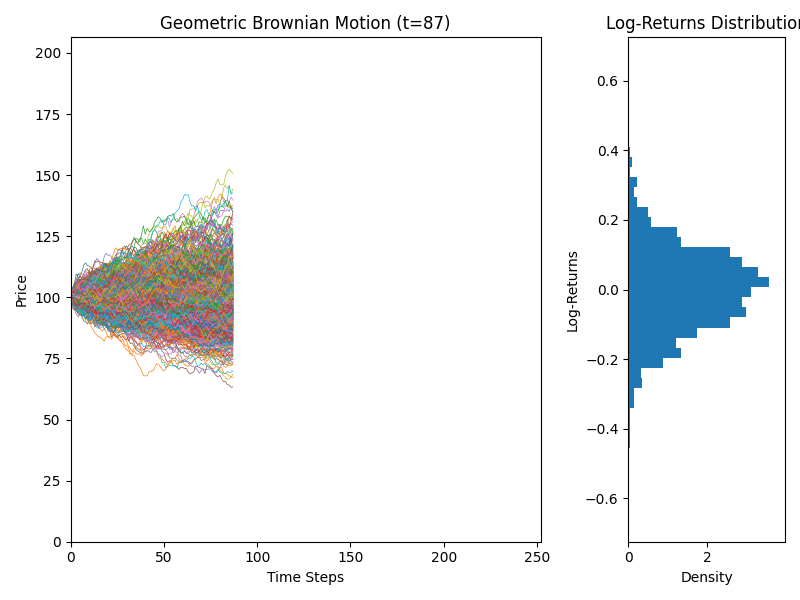 Geometric Brownian Motion (t=87)
Log-Returns Distribution
200
175
150
125
100
75
50
25
0
Price
0 50 100 150 200 250
Time Steps
0.6
0.4
0.2
0.0
−0.2
−0.4
−0.6
Log-Returns
0 2
Density